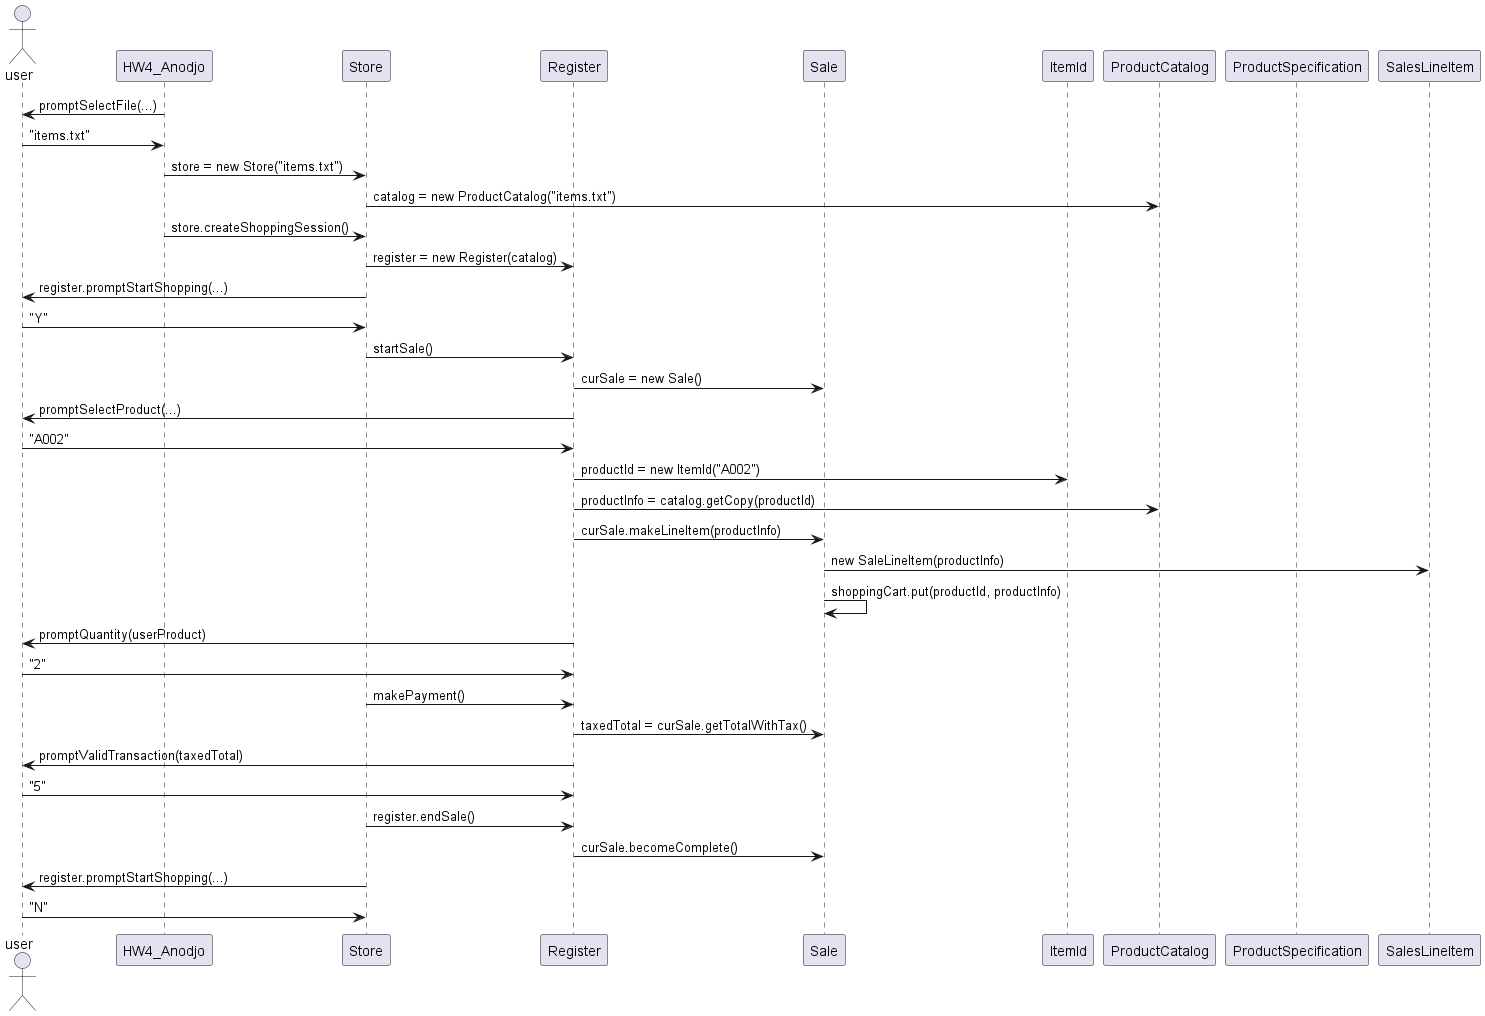 user
HW4_Anodjo
Store
Register
Sale
ItemId
ProductCatalog
ProductSpecification
SalesLineItem
promptSelectFile(...)
"items.txt"
store = new Store("items.txt")
catalog = new ProductCatalog("items.txt")
store.createShoppingSession()
register = new Register(catalog)
register.promptStartShopping(...)
"Y"
startSale()
curSale = new Sale()
promptSelectProduct(...)
"A002"
productId = new ItemId("A002")
productInfo = catalog.getCopy(productId)
curSale.makeLineItem(productInfo)
new SaleLineItem(productInfo)
shoppingCart.put(productId, productInfo)
promptQuantity(userProduct)
"2"
makePayment()
taxedTotal = curSale.getTotalWithTax()
promptValidTransaction(taxedTotal)
"5"
register.endSale()
curSale.becomeComplete()
register.promptStartShopping(...)
"N"
user
HW4_Anodjo
Store
Register
Sale
ItemId
ProductCatalog
ProductSpecification
SalesLineItem